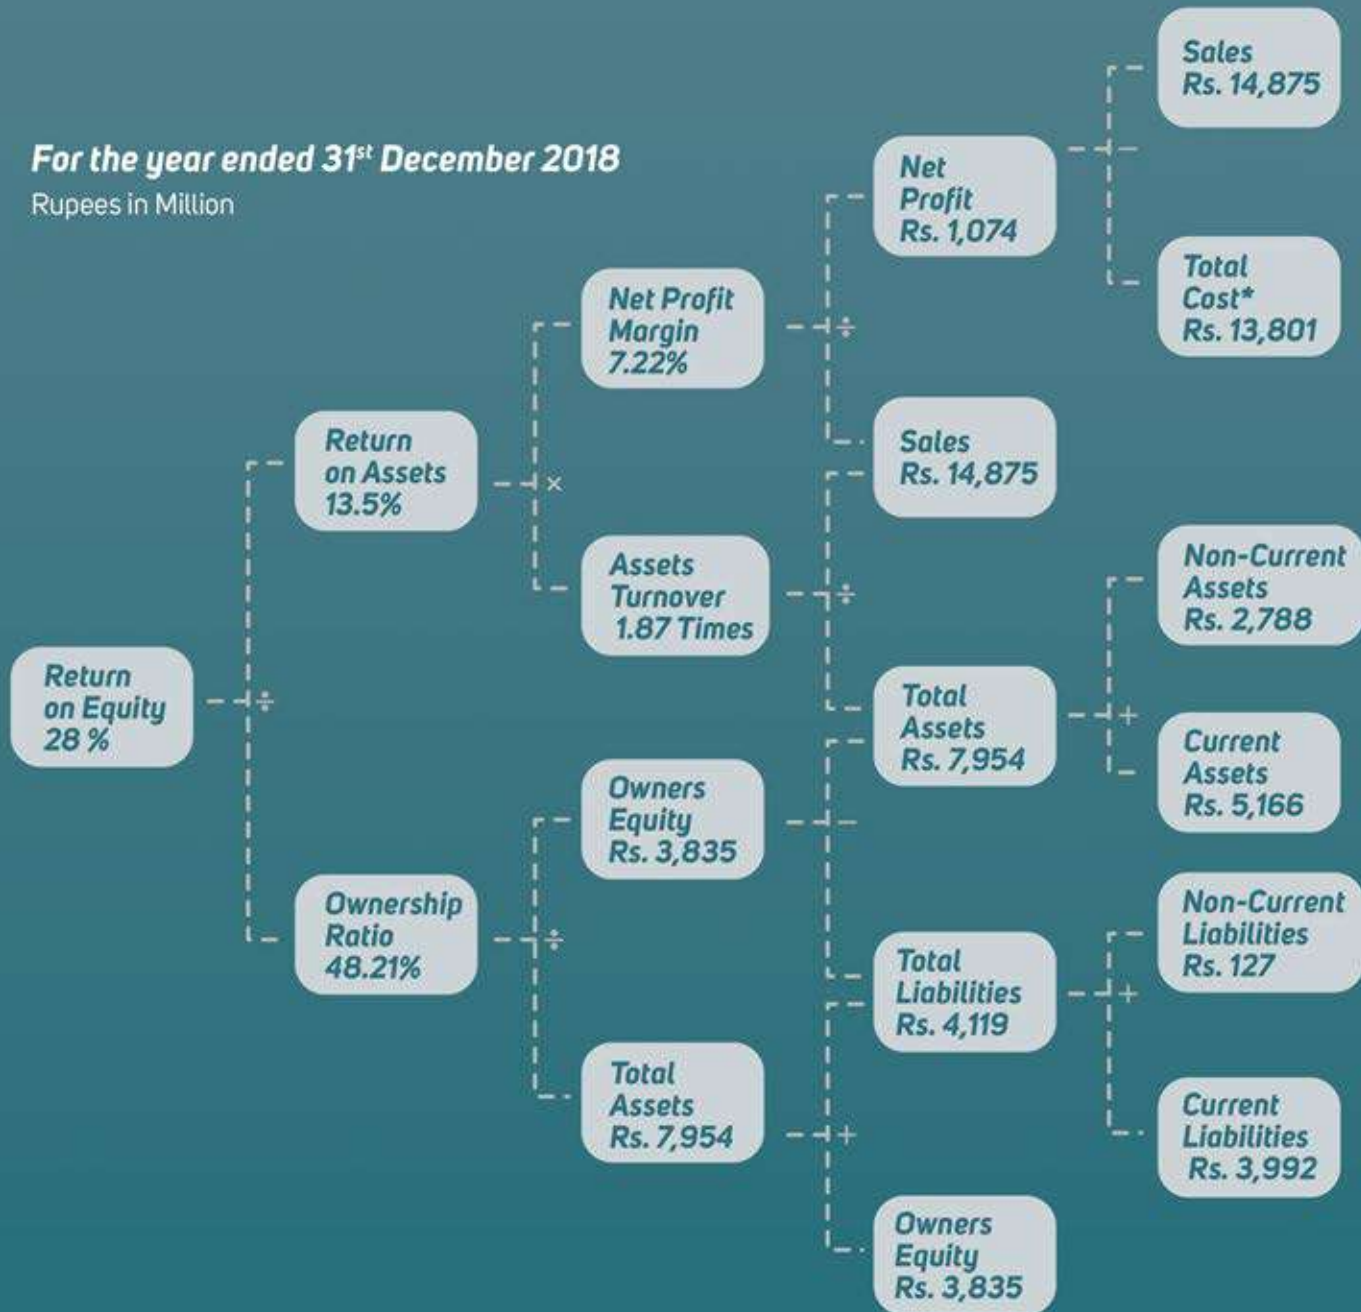 For the year ended 31st December 2018
Rupees in Million
Return
on Equity
28 %
÷
Return
on Assets
13.5%
×
Ownership
Ratio
48.21%
÷
Net Profit
Margin
7.22%
÷
Assets
Turnover
1.87 Times
÷
Owners
Equity
Rs. 3,835
−
Total
Assets
Rs. 7,954
+
Net
Profit
Rs. 1,074
−
Sales
Rs. 14,875
Total
Assets
Rs. 7,954
+
Total
Liabilities
Rs. 4,119
+
Owners
Equity
Rs. 3,835
Sales
Rs. 14,875
Total
Cost*
Rs. 13,801
Non-Current
Assets
Rs. 2,788
Current
Assets
Rs. 5,166
Non-Current
Liabilities
Rs. 127
Current
Liabilities
Rs. 3,992